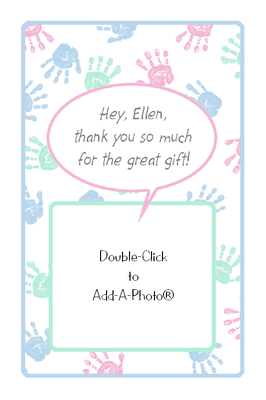 Hey, Ellen,
thank you so much
for the great gift!
Double-Click
to
Add-A-Photo®